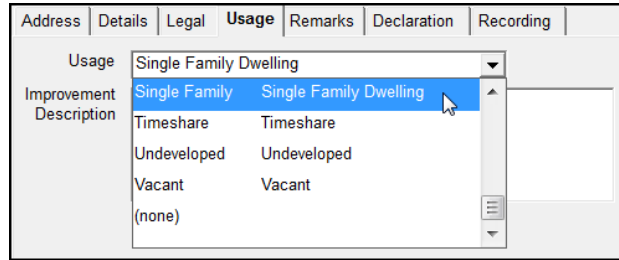 Address Details Legal Usage Remarks Declaration Recording
Usage Single Family Dwelling
Improvement Description
Single Family Single Family Dwelling
Timeshare Timeshare
Undeveloped Undeveloped
Vacant Vacant
(none)